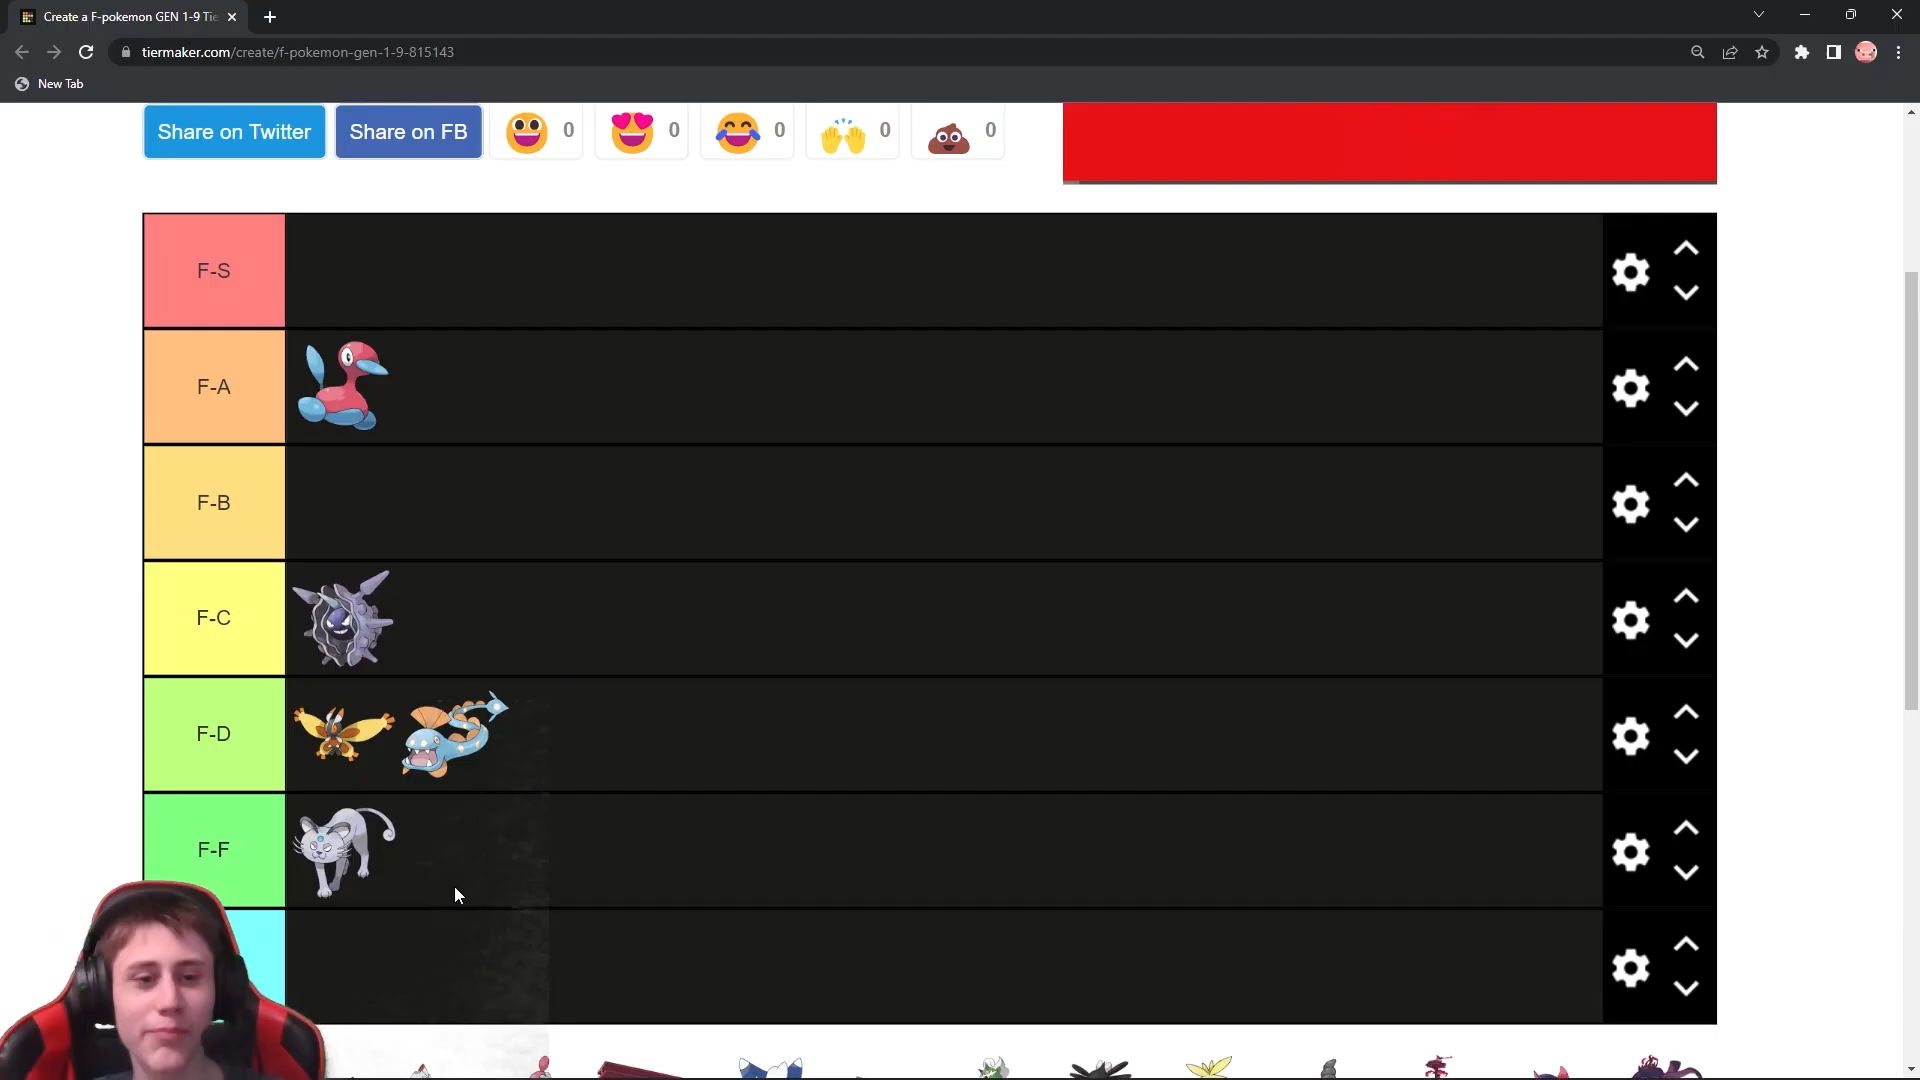 Create a F-pokemon GEN 1-9 Tie
tiermaker.com/create/f-pokemon-gen-1-9-815143
New Tab
Share on Twitter
Share on FB
0
0
0
0
0
F-S
F-A
F-B
F-C
F-D
F-F